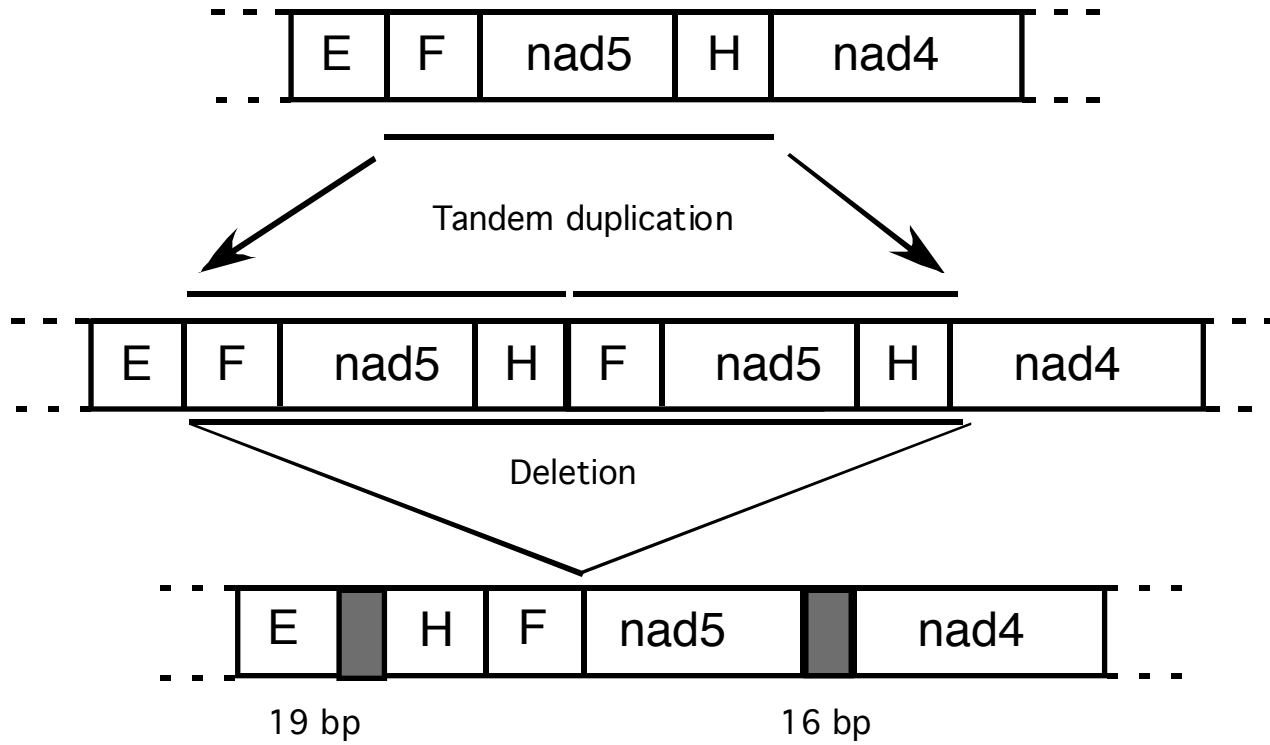 E F nad5 H nad4
Tandem duplication
E F nad5 H F nad5 H nad4
Deletion
E H F nad5 nad4
19 bp 16 bp